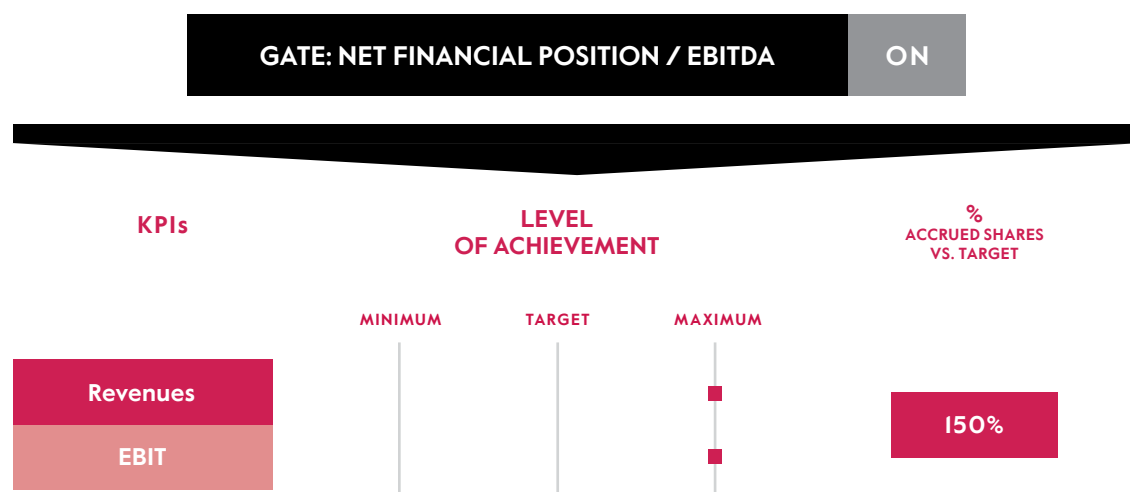 GATE: NET FINANCIAL POSITION / EBITDA ON
KPIs
LEVEL
OF ACHIEVEMENT
%
ACCRUED SHARES
VS. TARGET
MINIMUM TARGET MAXIMUM
Revenues
150%
EBIT